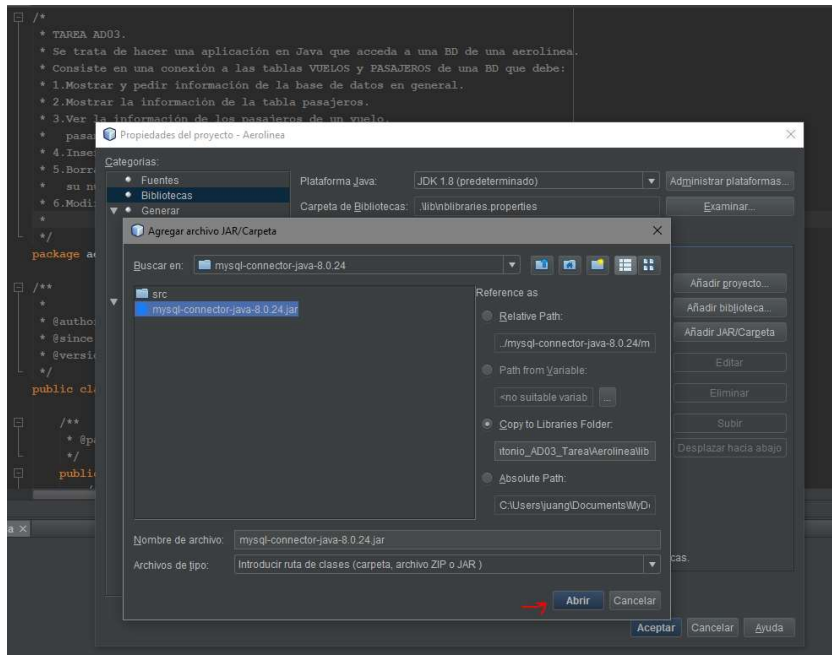 /*
* TAREA AD03.
* Se trata de hacer una aplicación en Java que acceda a una BD de una aerolinea.
* Consiste en una conexión a las tablas VUELOS y PASAJEROS de una BD que debe:
* 1.Mostrar y pedir información de la base de datos en general.
* 2.Mostrar la información de la tabla pasajeros.
* 3.Ver la información de los pasajeros de un vuelo,
* pasa
* 4.Inse
* 5.Borr
* su n
* 6.Modi
*
*/
package ae
/**
*
* @autho
* @since
* @versi
*/
public cl
/**
* @p
*/
publi
Propiedades del proyecto - Aerolinea
Categorías:
Fuentes
Bibliotecas
Generar
Plataforma Java:
JDK 1.8 (predeterminado)
Administrar plataformas...
Carpeta de Bibliotecas:
.\lib\nblibraries.properties
Examinar...
Añadir proyecto...
Añadir biblioteca...
Añadir JAR/Carpeta
Editar
Eliminar
Subir
Desplazar hacia abajo
cas.
Aceptar
Cancelar
Ayuda
Agregar archivo JAR/Carpeta
Buscar en:
mysql-connector-java-8.0.24
src
mysql-connector-java-8.0.24.jar
Reference as
Relative Path:
../mysql-connector-java-8.0.24/m
Path from Variable:
<no suitable variab
...
Copy to Libraries Folder:
itonio_AD03_Tarea\Aerolinea\lib
Absolute Path:
C:\Users\juang\Documents\MyD
Nombre de archivo:
mysql-connector-java-8.0.24.jar
Archivos de tipo:
Introducir ruta de clases (carpeta, archivo ZIP o JAR )
Abrir
Cancelar